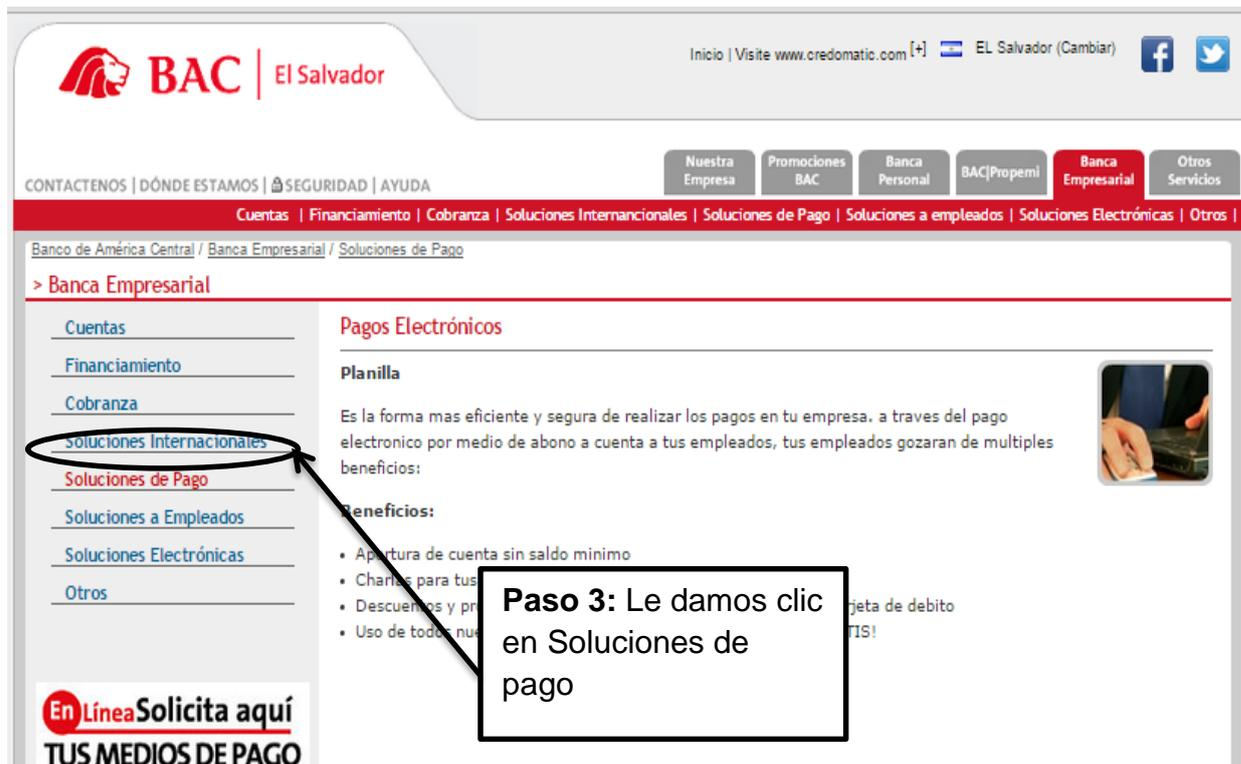 BAC | El Salvador
Inicio | Visite www.credomatic.com [+] EL Salvador (Cambiar)
CONTACTENOS | DÓNDE ESTAMOS | SEGURIDAD | AYUDA
Nuestra Empresa
Promociones BAC
Banca Personal
BAC|Propemi
Banca Empresarial
Otros Servicios
Cuentas | Financiamiento | Cobranza | Soluciones Internancionales | Soluciones de Pago | Soluciones a empleados | Soluciones Electrónicas | Otros |
Banco de América Central / Banca Empresarial / Soluciones de Pago
> Banca Empresarial
Cuentas
Financiamiento
Cobranza
Soluciones Internacionales
Soluciones de Pago
Soluciones a Empleados
Soluciones Electrónicas
Otros
En Línea Solicita aquí
TUS MEDIOS DE PAGO
Pagos Electrónicos
Planilla
Es la forma mas eficiente y segura de realizar los pagos en tu empresa. a traves del pago
electronico por medio de abono a cuenta a tus empleados, tus empleados gozaran de multiples
beneficios:
Beneficios:
• Apertura de cuenta sin saldo minimo
• Charlas para tus
• Descuentos y de debito
• Uso de todos
Paso 3: Le damos clic
en Soluciones de
pago